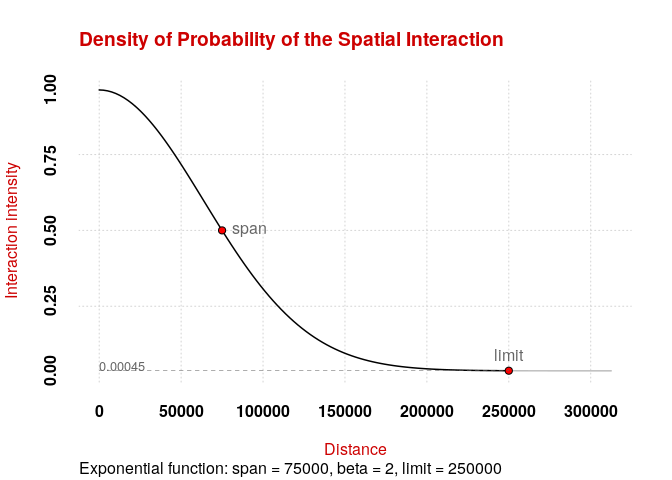 Density of Probability of the Spatial Interaction
1.00
0.75
0.50
0.25
0.00
Interaction Intensity
span
limit
0.00045
0 50000 100000 150000 200000 250000 300000
Distance
Exponential function: span = 75000, beta = 2, limit = 250000